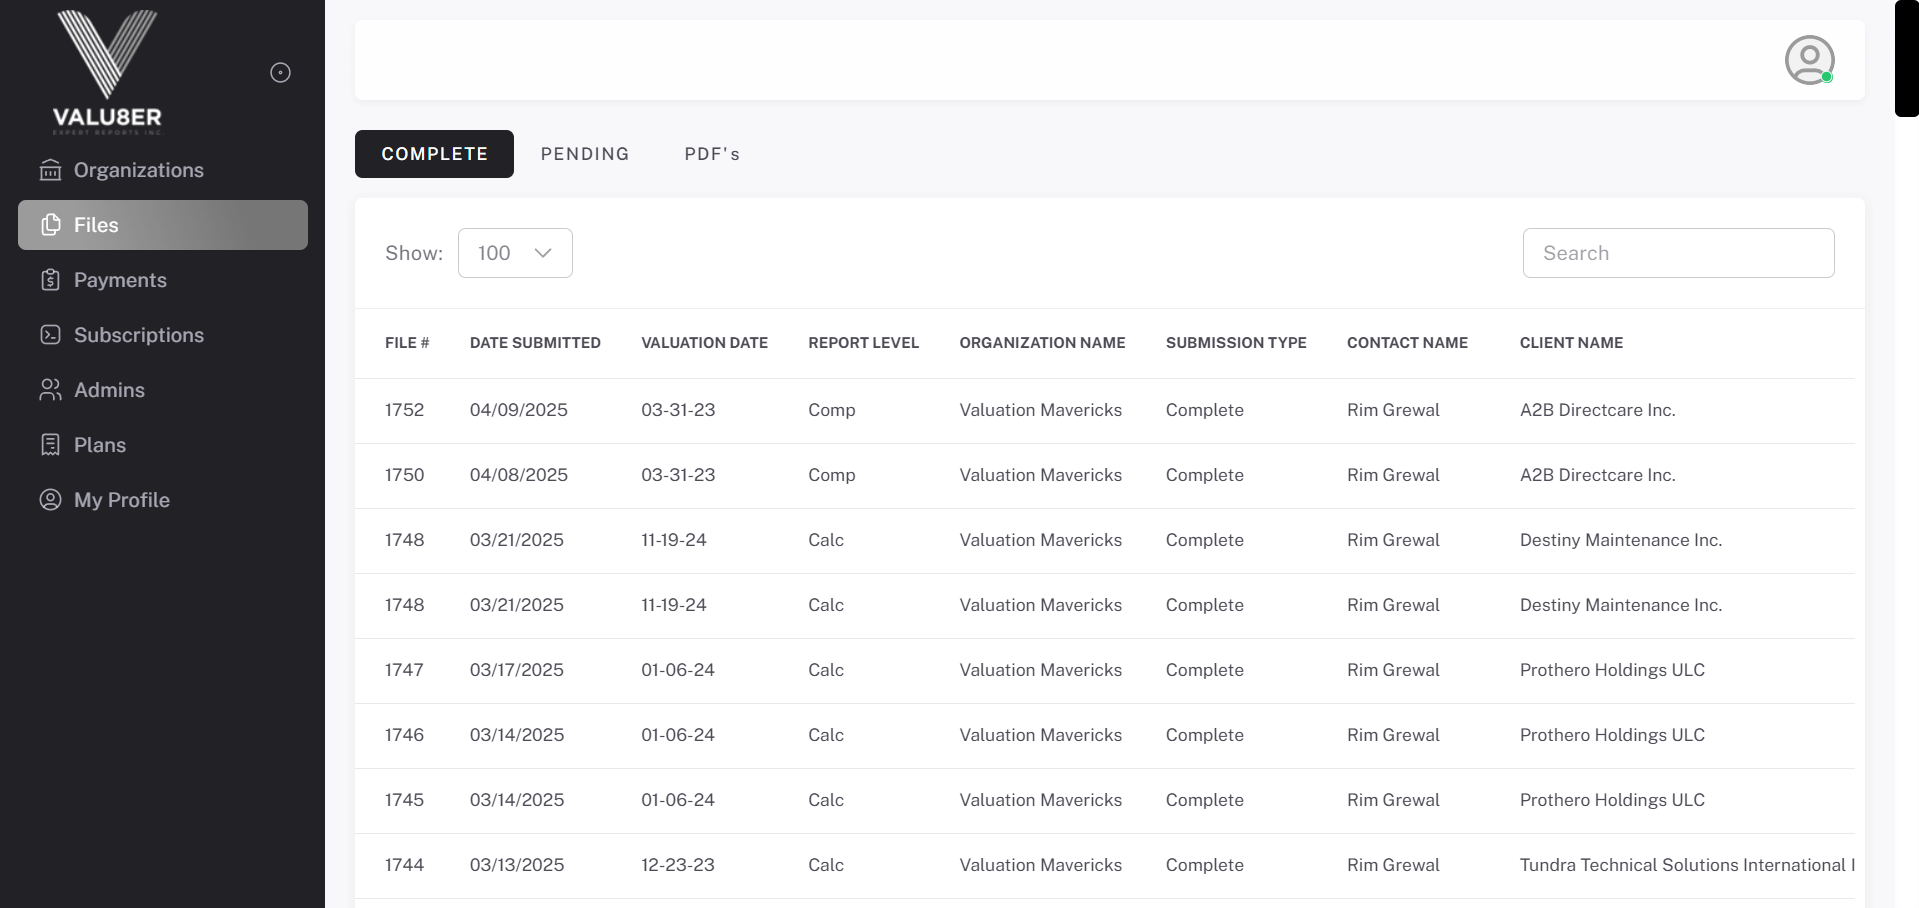 VALU8ER
EXPERT REPORTS INC.
Organizations
Files
Payments
Subscriptions
Admins
Plans
My Profile
COMPLETE PENDING PDF's
Show: 100 Search
FILE # DATE SUBMITTED VALUATION DATE REPORT LEVEL ORGANIZATION NAME SUBMISSION TYPE CONTACT NAME CLIENT NAME
1752 04/09/2025 03-31-23 Comp Valuation Mavericks Complete Rim Grewal A2B Directcare Inc.
1750 04/08/2025 03-31-23 Comp Valuation Mavericks Complete Rim Grewal A2B Directcare Inc.
1748 03/21/2025 11-19-24 Calc Valuation Mavericks Complete Rim Grewal Destiny Maintenance Inc.
1748 03/21/2025 11-19-24 Calc Valuation Mavericks Complete Rim Grewal Destiny Maintenance Inc.
1747 03/17/2025 01-06-24 Calc Valuation Mavericks Complete Rim Grewal Prothero Holdings ULC
1746 03/14/2025 01-06-24 Calc Valuation Mavericks Complete Rim Grewal Prothero Holdings ULC
1745 03/14/2025 01-06-24 Calc Valuation Mavericks Complete Rim Grewal Prothero Holdings ULC
1744 03/13/2025 12-23-23 Calc Valuation Mavericks Complete Rim Grewal Tundra Technical Solutions International